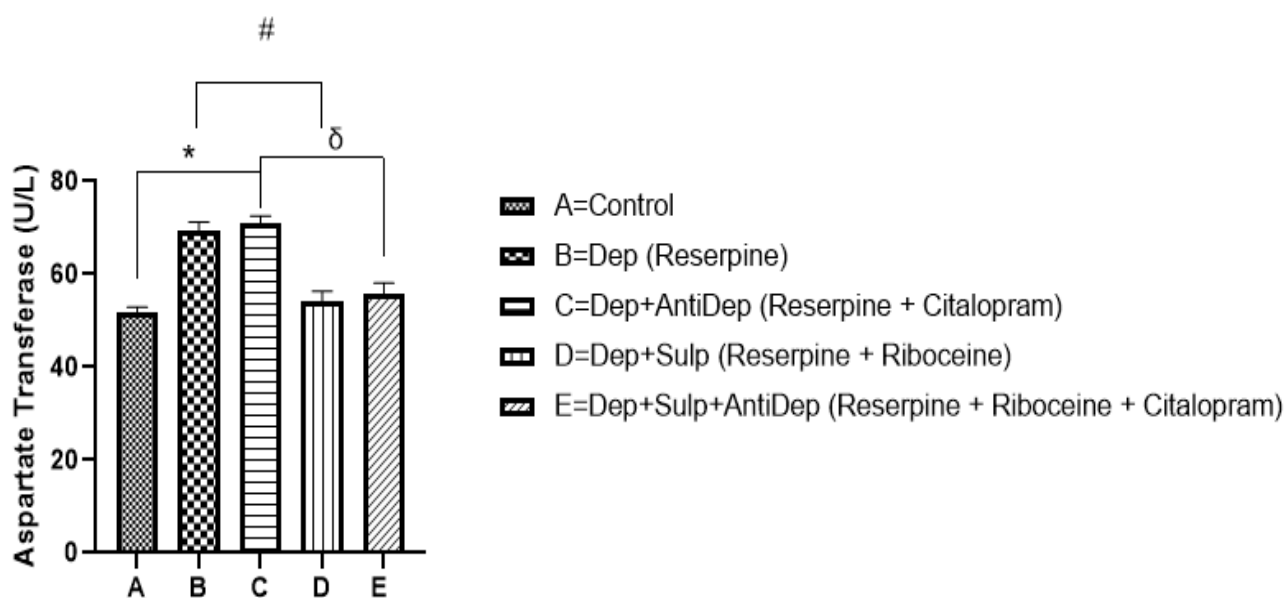 #
δ
*
Aspartate Transferase (U/L)
80
60
40
20
0
A
B
C
D
E
A=Control
B=Dep (Reserpine)
C=Dep+AntiDep (Reserpine + Citalopram)
D=Dep+Sulp (Reserpine + Riboceine)
E=Dep+Sulp+AntiDep (Reserpine + Riboceine + Citalopram)